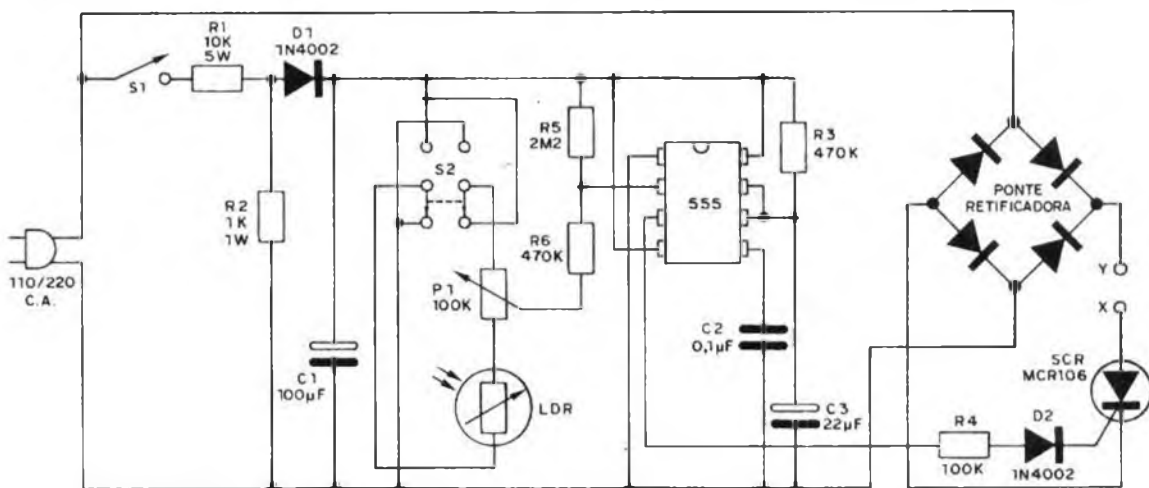 R1
10K
5W
D1
1N4002
S1
R2
1K
1W
110/220
C.A.
C1
100µF
S2
P1
100K
LDR
R5
2M2
R6
470K
555
R3
470K
C2
0,1µF
C3
22µF
PONTE
RETIFICADORA
Y
X
SCR
MCR106
R4
100K
D2
1N4002